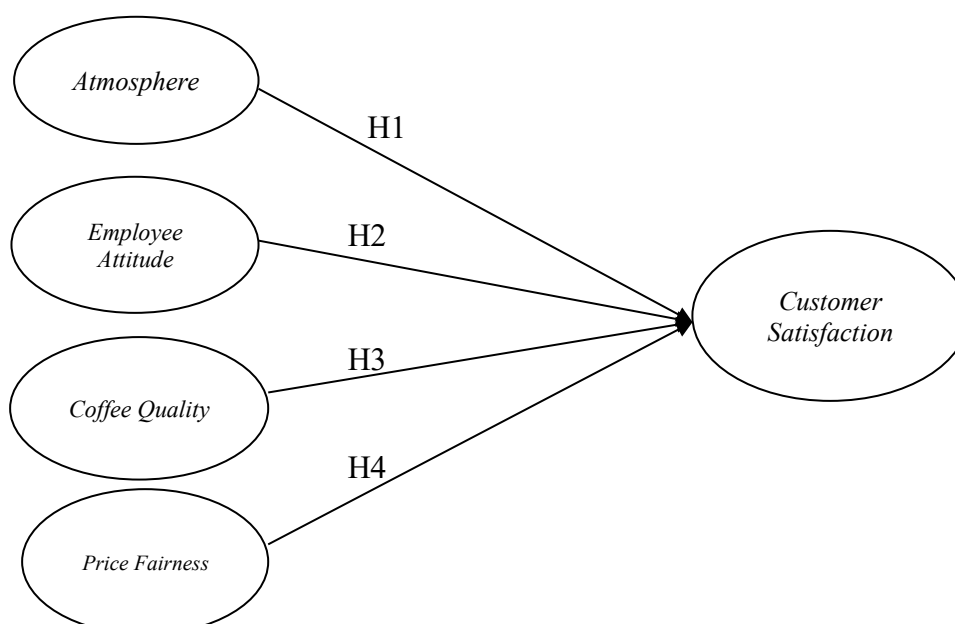 Atmosphere
H1
Employee
Attitude
H2
Customer
Satisfaction
H3
Coffee Quality
H4
Price Fairness